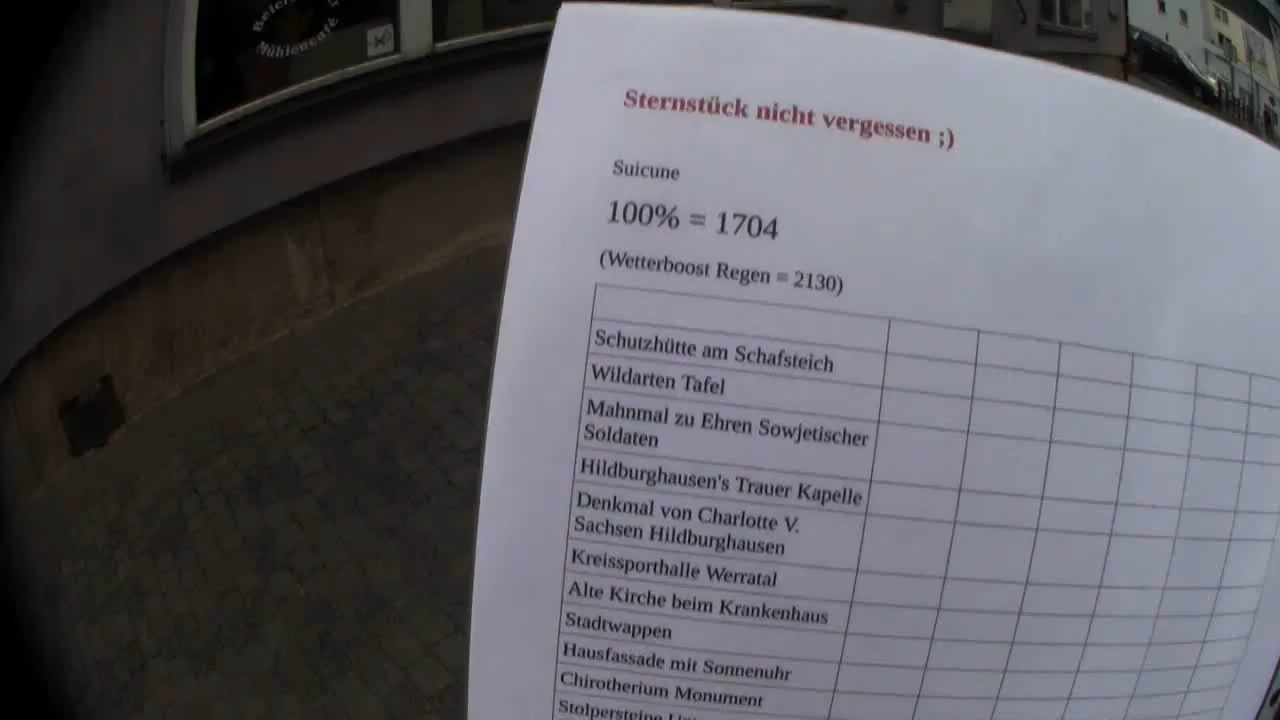 Mühlencafé
Sternstück nicht vergessen ;)
Suicune
100% = 1704
(Wetterboost Regen = 2130)
Schutzhütte am Schafsteich
Wildarten Tafel
Mahnmal zu Ehren Sowjetischer
Soldaten
Hildburghausen's Trauer Kapelle
Denkmal von Charlotte V.
Sachsen Hildburghausen
Kreissporthalle Werratal
Alte Kirche beim Krankenhaus
Stadtwappen
Hausfassade mit Sonnenuhr
Chirotherium Monument
Stolpersteine